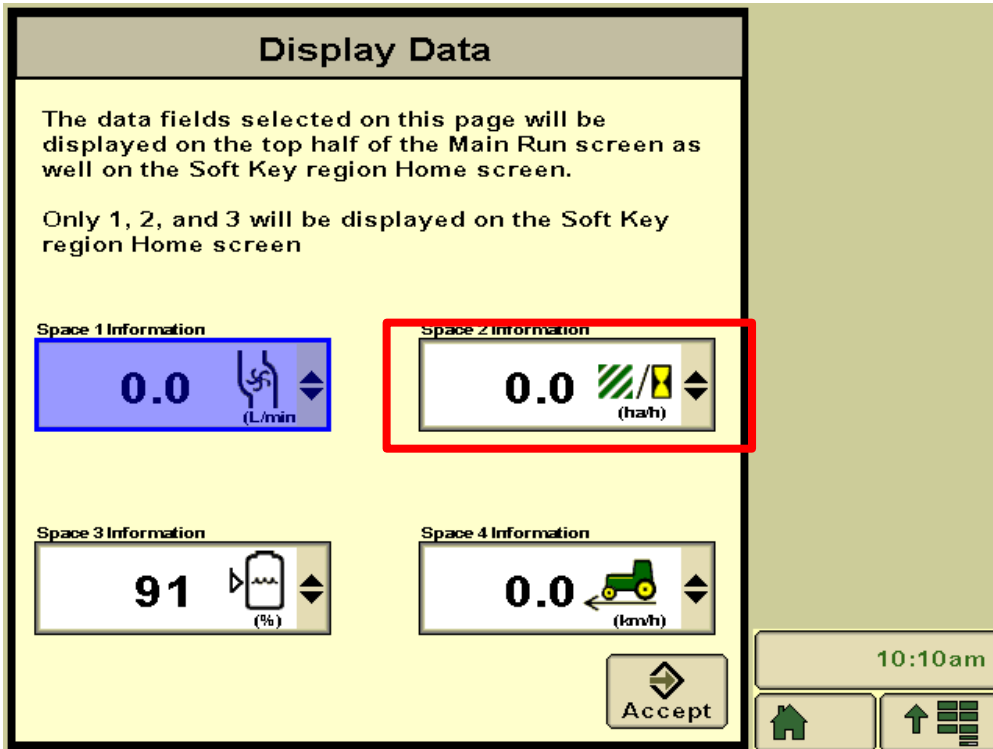 Display Data
The data fields selected on this page will be
displayed on the top half of the Main Run screen as
well on the Soft Key region Home screen.
Only 1, 2, and 3 will be displayed on the Soft Key
region Home screen
Space 1 Information
Space 2 Information
0.0
(L/min
0.0
/
(ha/h)
Space 3 Information
Space 4 Information
91
(%)
0.0
(km/h)
Accept
10:10am